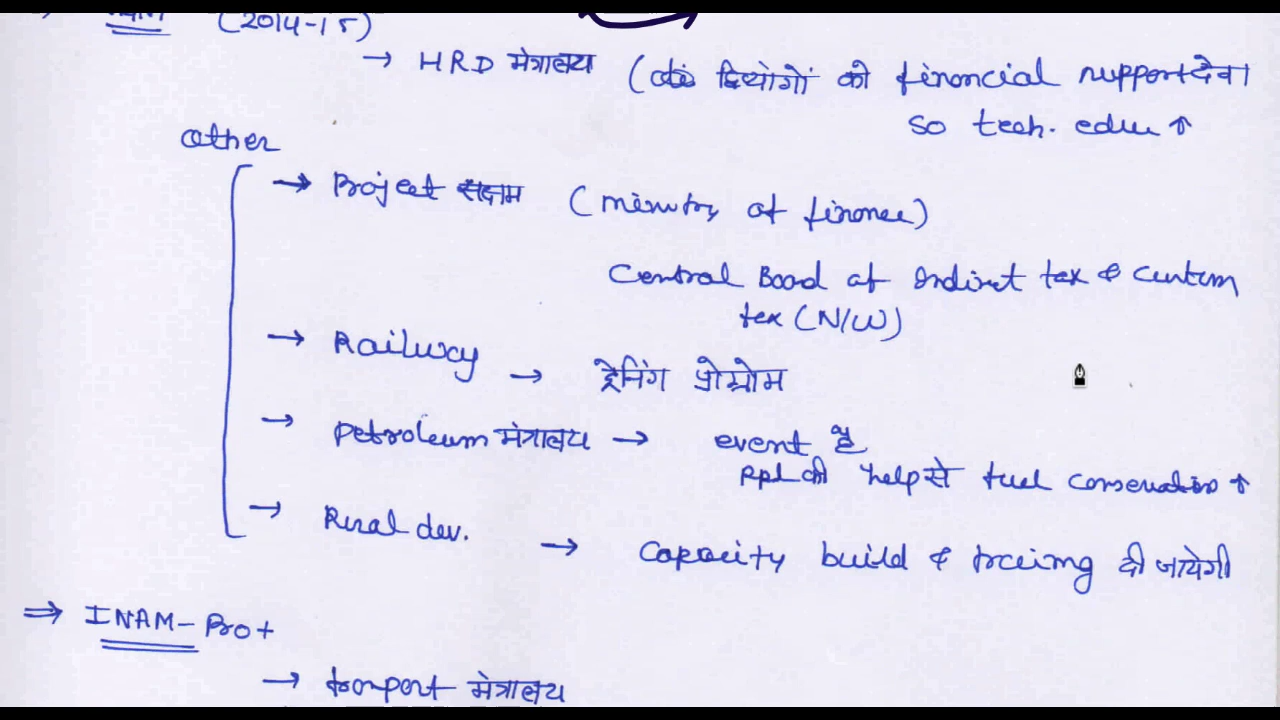 (2014-15)
→ HRD मंत्रालय (दिव्यांगों को financial support देना
so tech. edu ↑
other
→ Project सक्षम (ministry of finance)
Central Board of Indirect tax & Custom
tax (N/W)
→ Railway → ट्रेनिंग प्रोग्राम
→ Petroleum मंत्रालय → event है
ppl की help से fuel conservation ↑
→ Rural dev. → Capacity build & training दी जायेगी
⇒ INAM-Pro+
→ tranport मंत्रालय